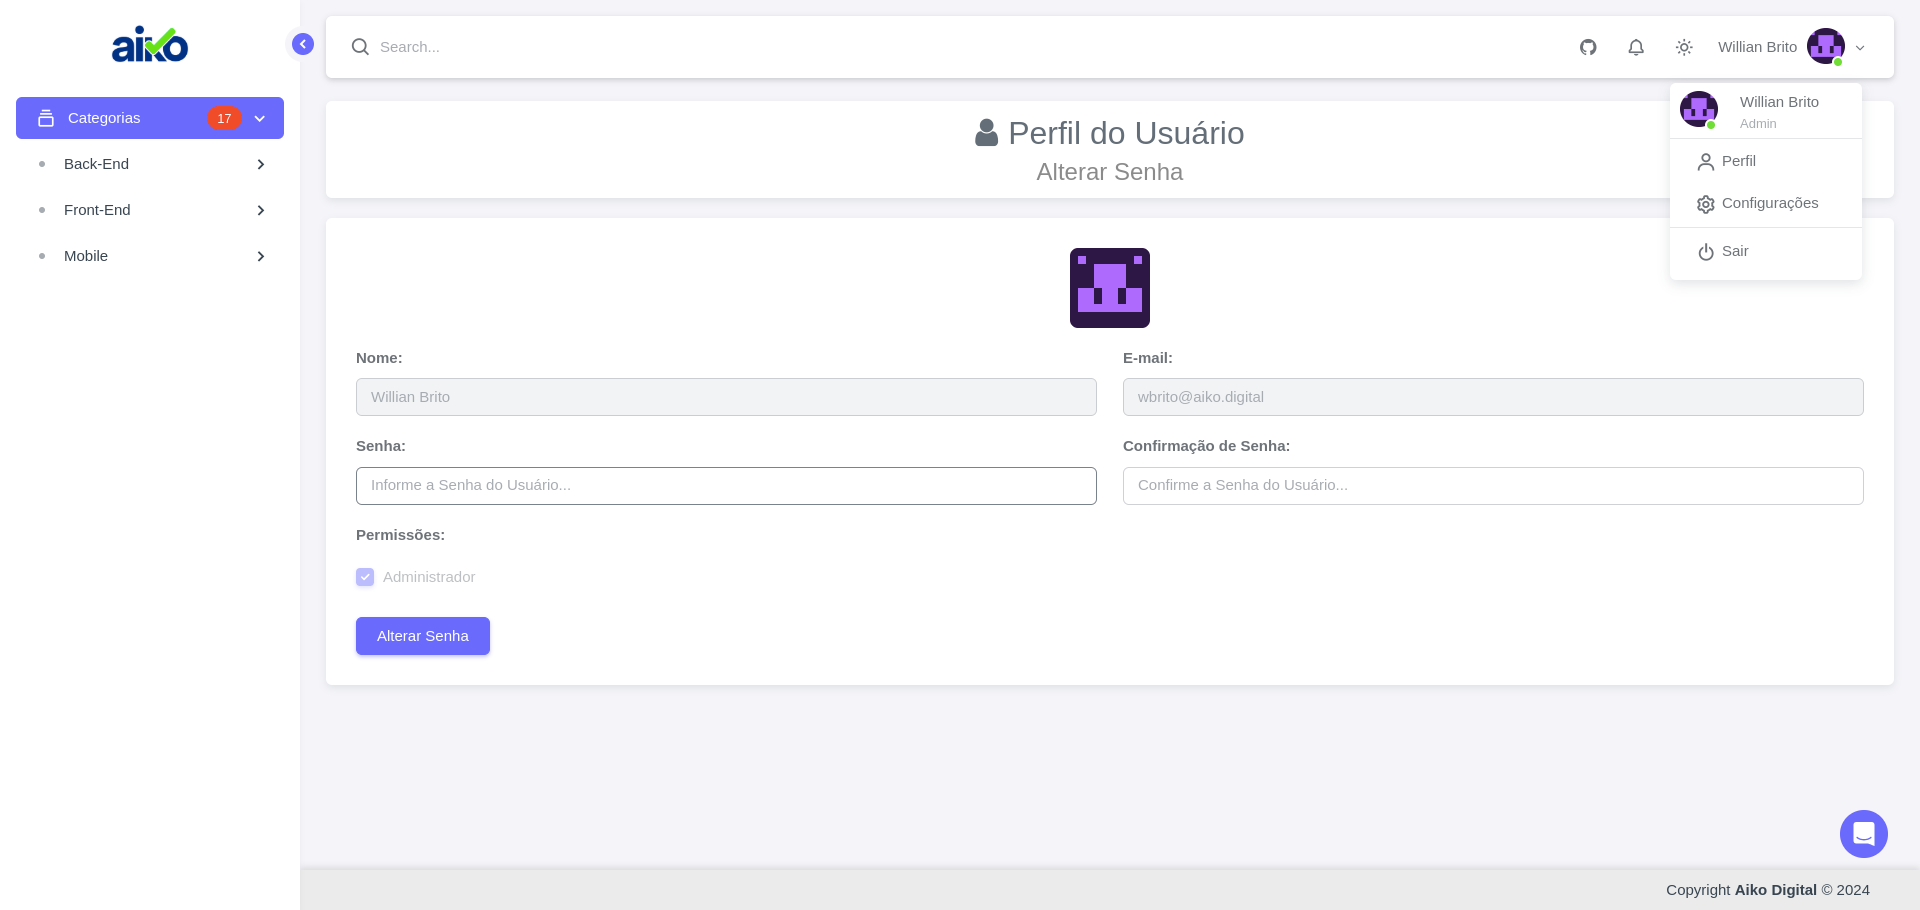 aiko
Search...
Willian Brito
Categorias 17
Back-End
Front-End
Mobile
Perfil do Usuário
Alterar Senha
Willian Brito
Admin
Perfil
Configurações
Sair
Nome:
Willian Brito
E-mail:
wbrito@aiko.digital
Senha:
Informe a Senha do Usuário...
Confirmação de Senha:
Confirme a Senha do Usuário...
Permissões:
Administrador
Alterar Senha
Copyright Aiko Digital © 2024